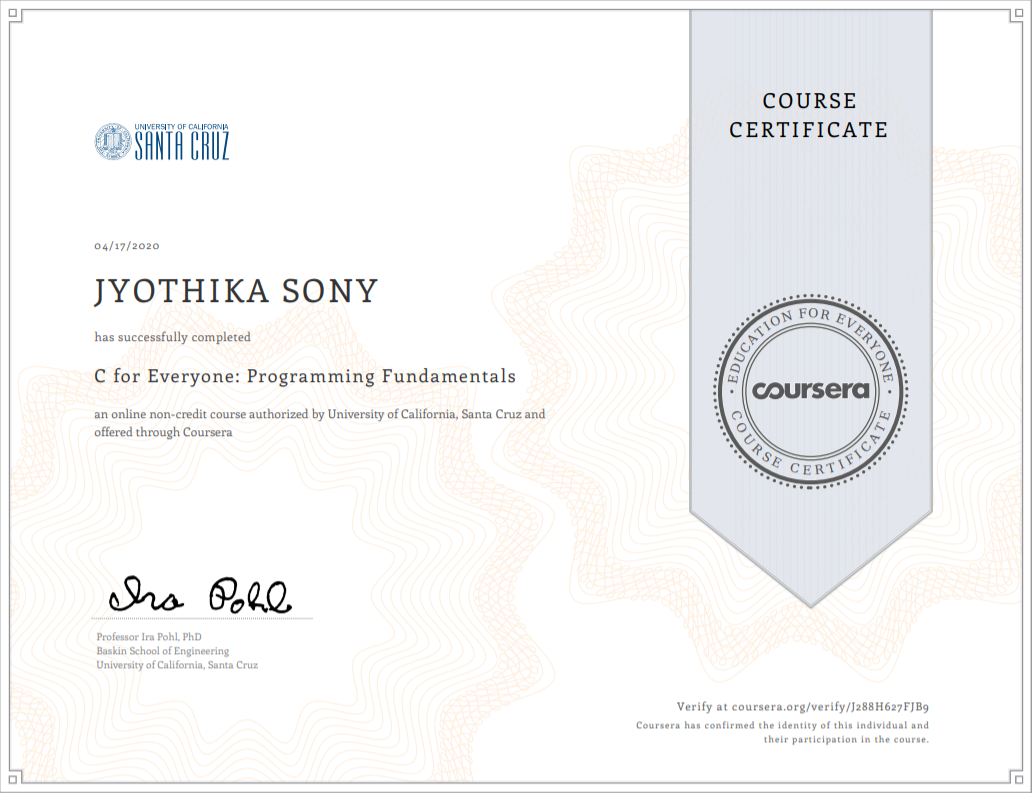 COURSE
CERTIFICATE
UNIVERSITY OF CALIFORNIA
SANTA CRUZ
04/17/2020
JYOTHIKA SONY
has successfully completed
C for Everyone: Programming Fundamentals
an online non-credit course authorized by University of California, Santa Cruz and
offered through Coursera
EDUCATION FOR EVERYONE
coursera
COURSE CERTIFICATE
Ira Pohl
Professor Ira Pohl, PhD
Baskin School of Engineering
University of California, Santa Cruz
Verify at coursera.org/verify/J288H627FJB9
Coursera has confirmed the identity of this individual and
their participation in the course.